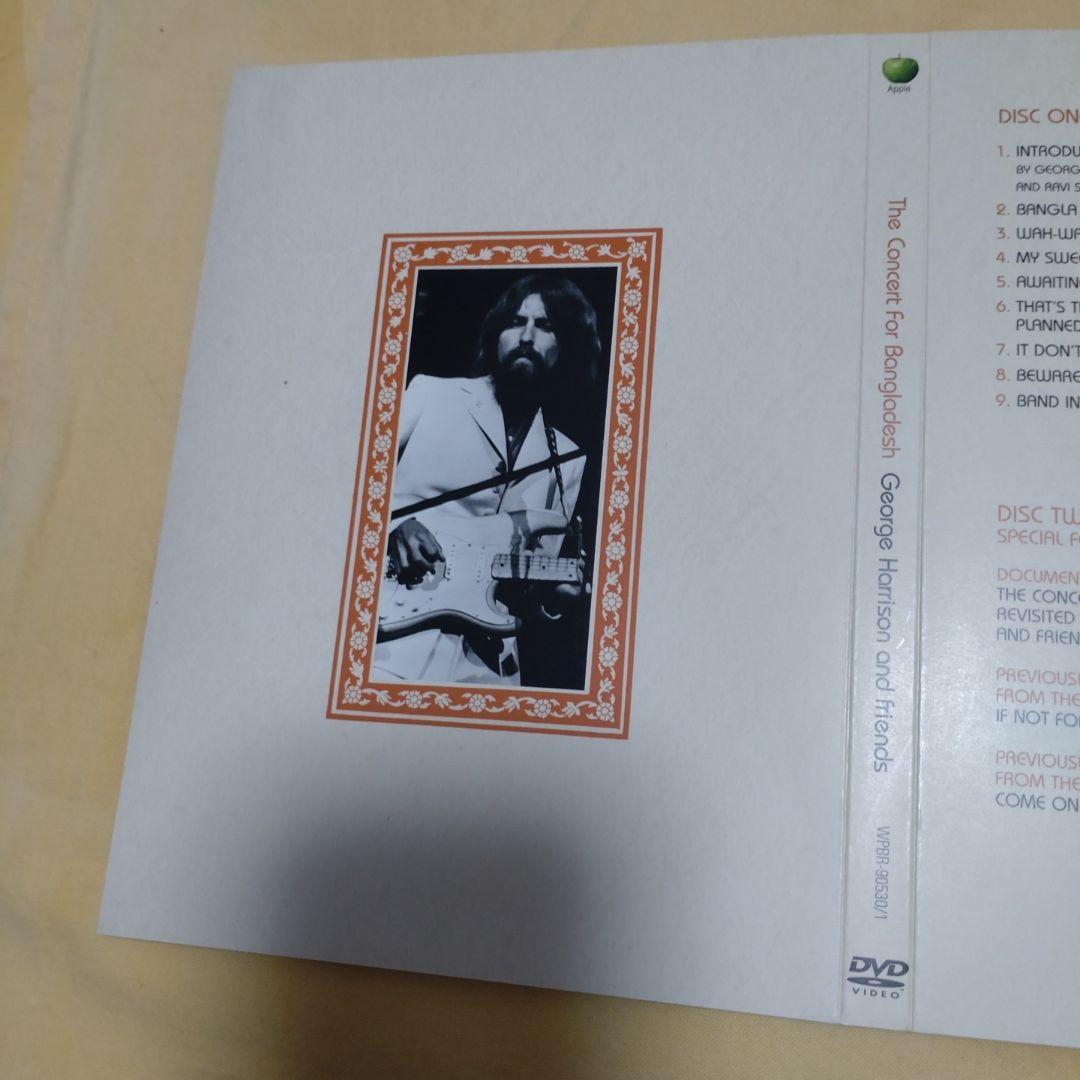 Apple
The Concert For Bangladesh George Harrison and friends
WPBR-90530/1
DVD
VIDEO
DISC ON
1. INTRODU
BY GEORG
AND RAVI S
2. BANGLA
3. WAH-WA
4. MY SWEE
5. AWAITING
6. THAT'S T
PLANNED
7. IT DON'T
8. BEWARE
9. BAND IN
DISC TW
SPECIAL F
DOCUMEN
THE CONC
REVISITED
AND FRIEN
PREVIOUS
FROM THE
IF NOT FO
PREVIOUS
FROM THE
COME ON